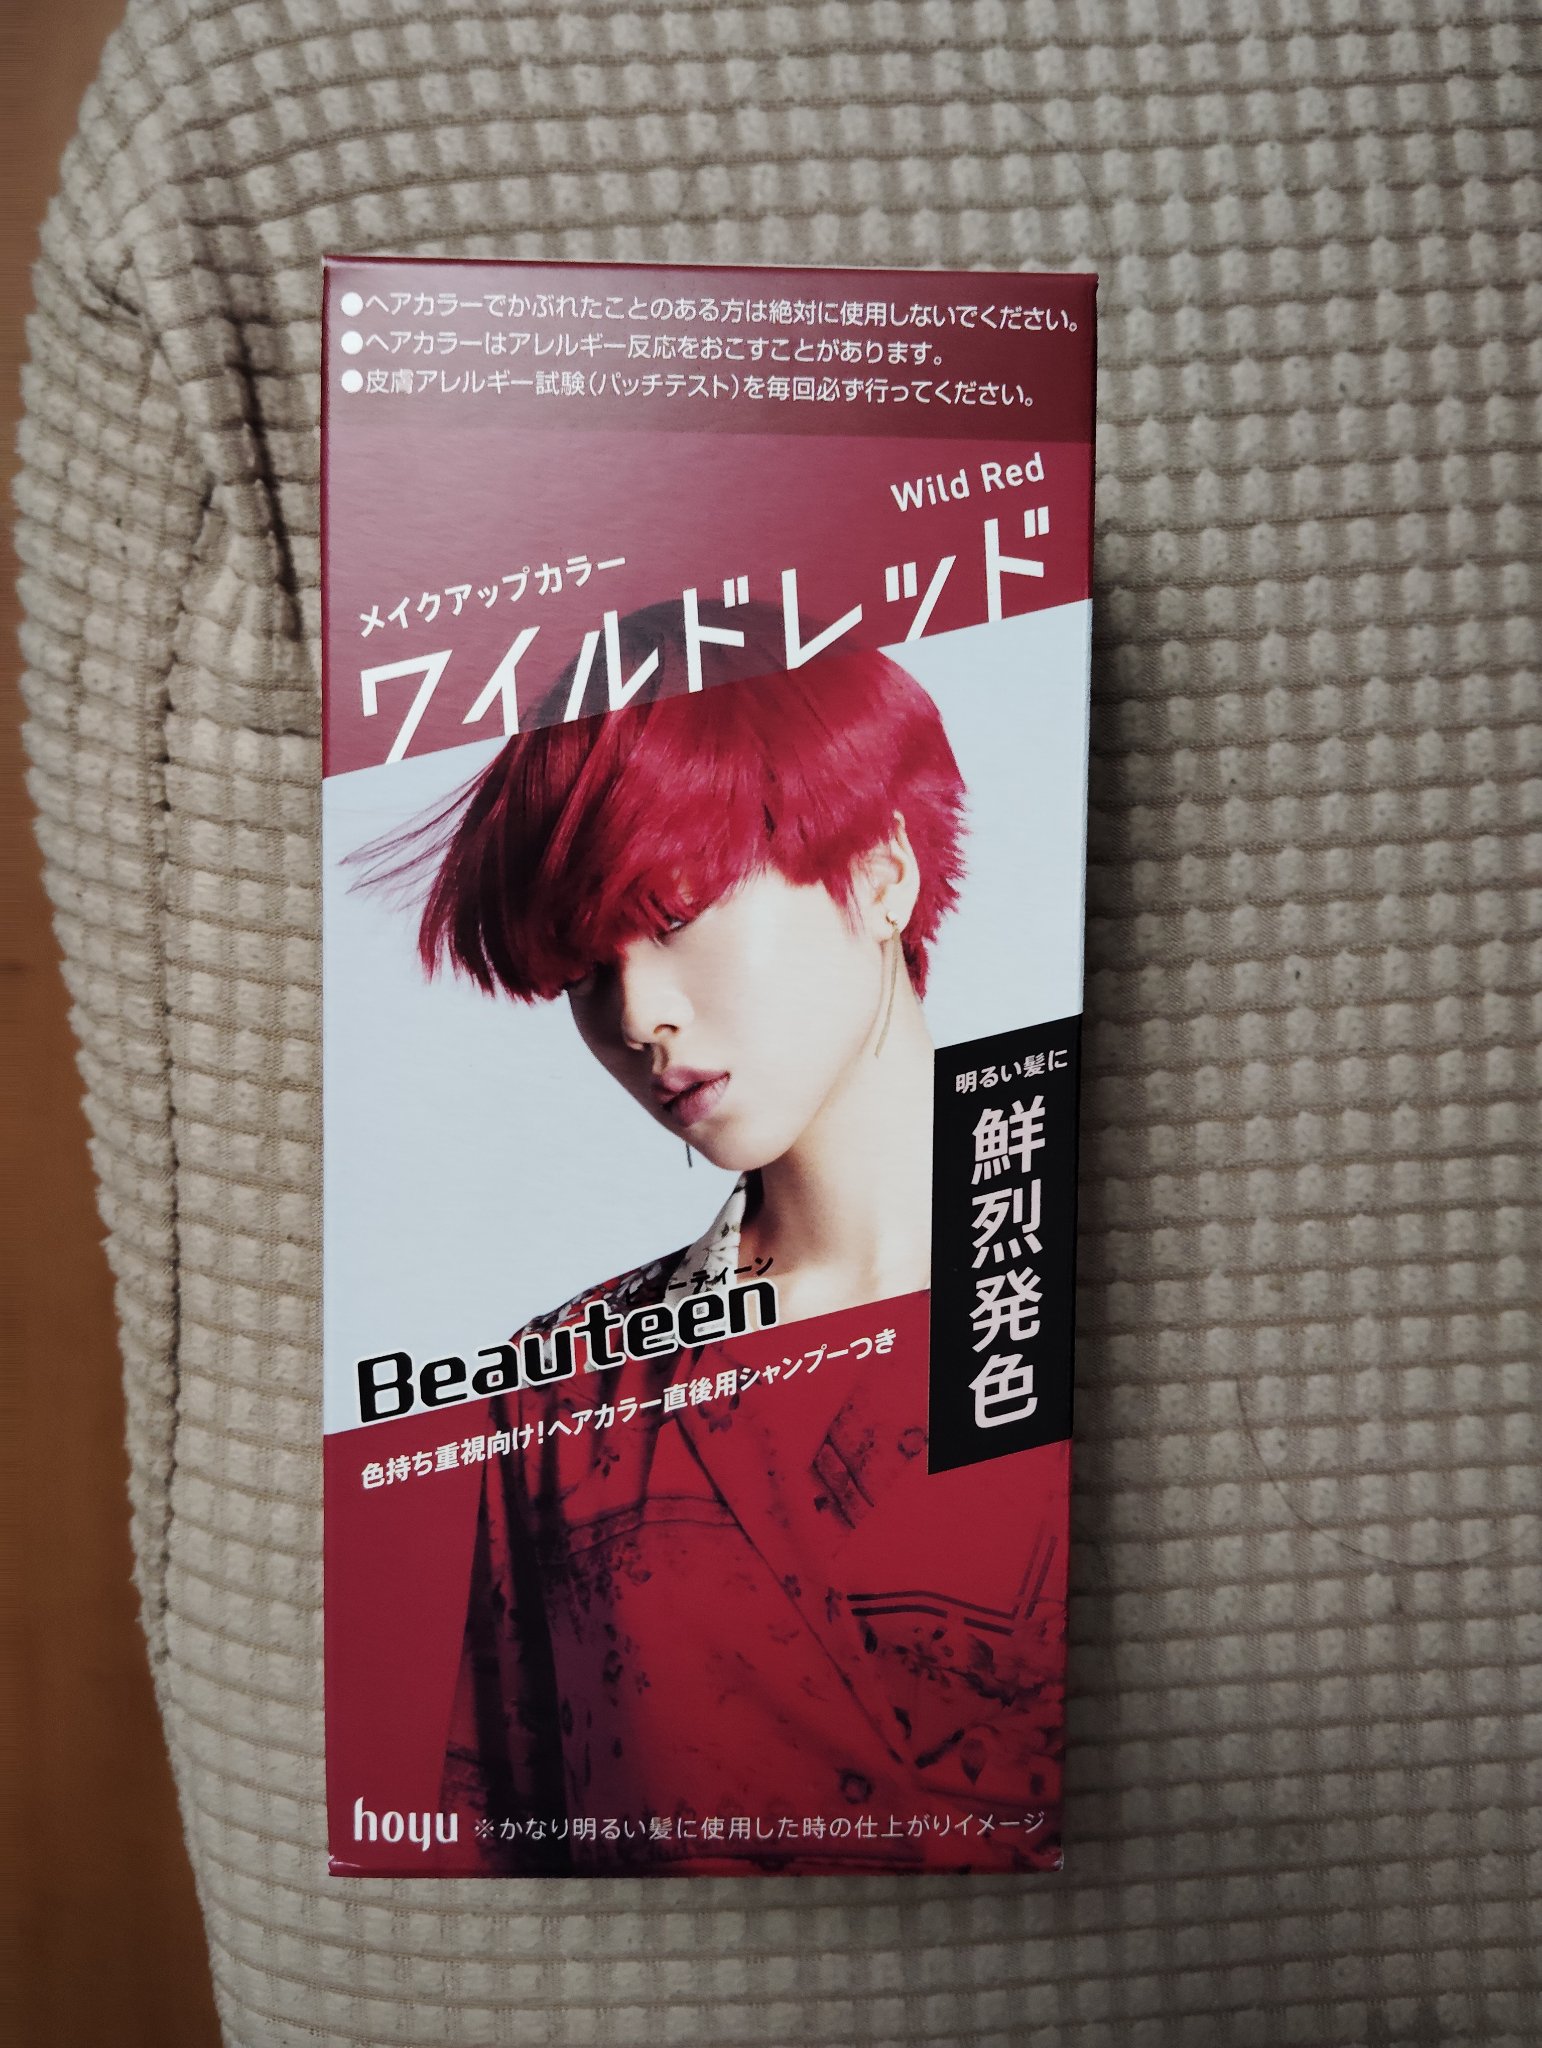 ●ヘアカラーでかぶれたことのある方は絶対に使用しないでください。
●ヘアカラーはアレルギー反応をおこすことがあります。
●皮膚アレルギー試験(パッチテスト)を毎回必ず行ってください。
Wild Red
メイクアップカラー
ワイルドレッド
明るい髪に
鮮烈発色
ビューティーン
Beauteen
色持ち重視向け!ヘアカラー直後用シャンプーつき
hoyu ※かなり明るい髪に使用した時の仕上がりイメージ